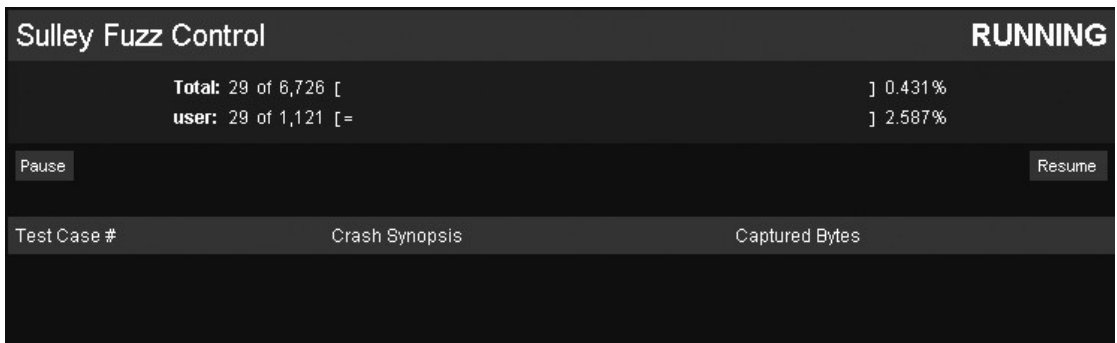 Sulley Fuzz Control RUNNING
Total: 29 of 6,726 [ ] 0.431%
user: 29 of 1,121 [= ] 2.587%
Pause Resume
Test Case # Crash Synopsis Captured Bytes